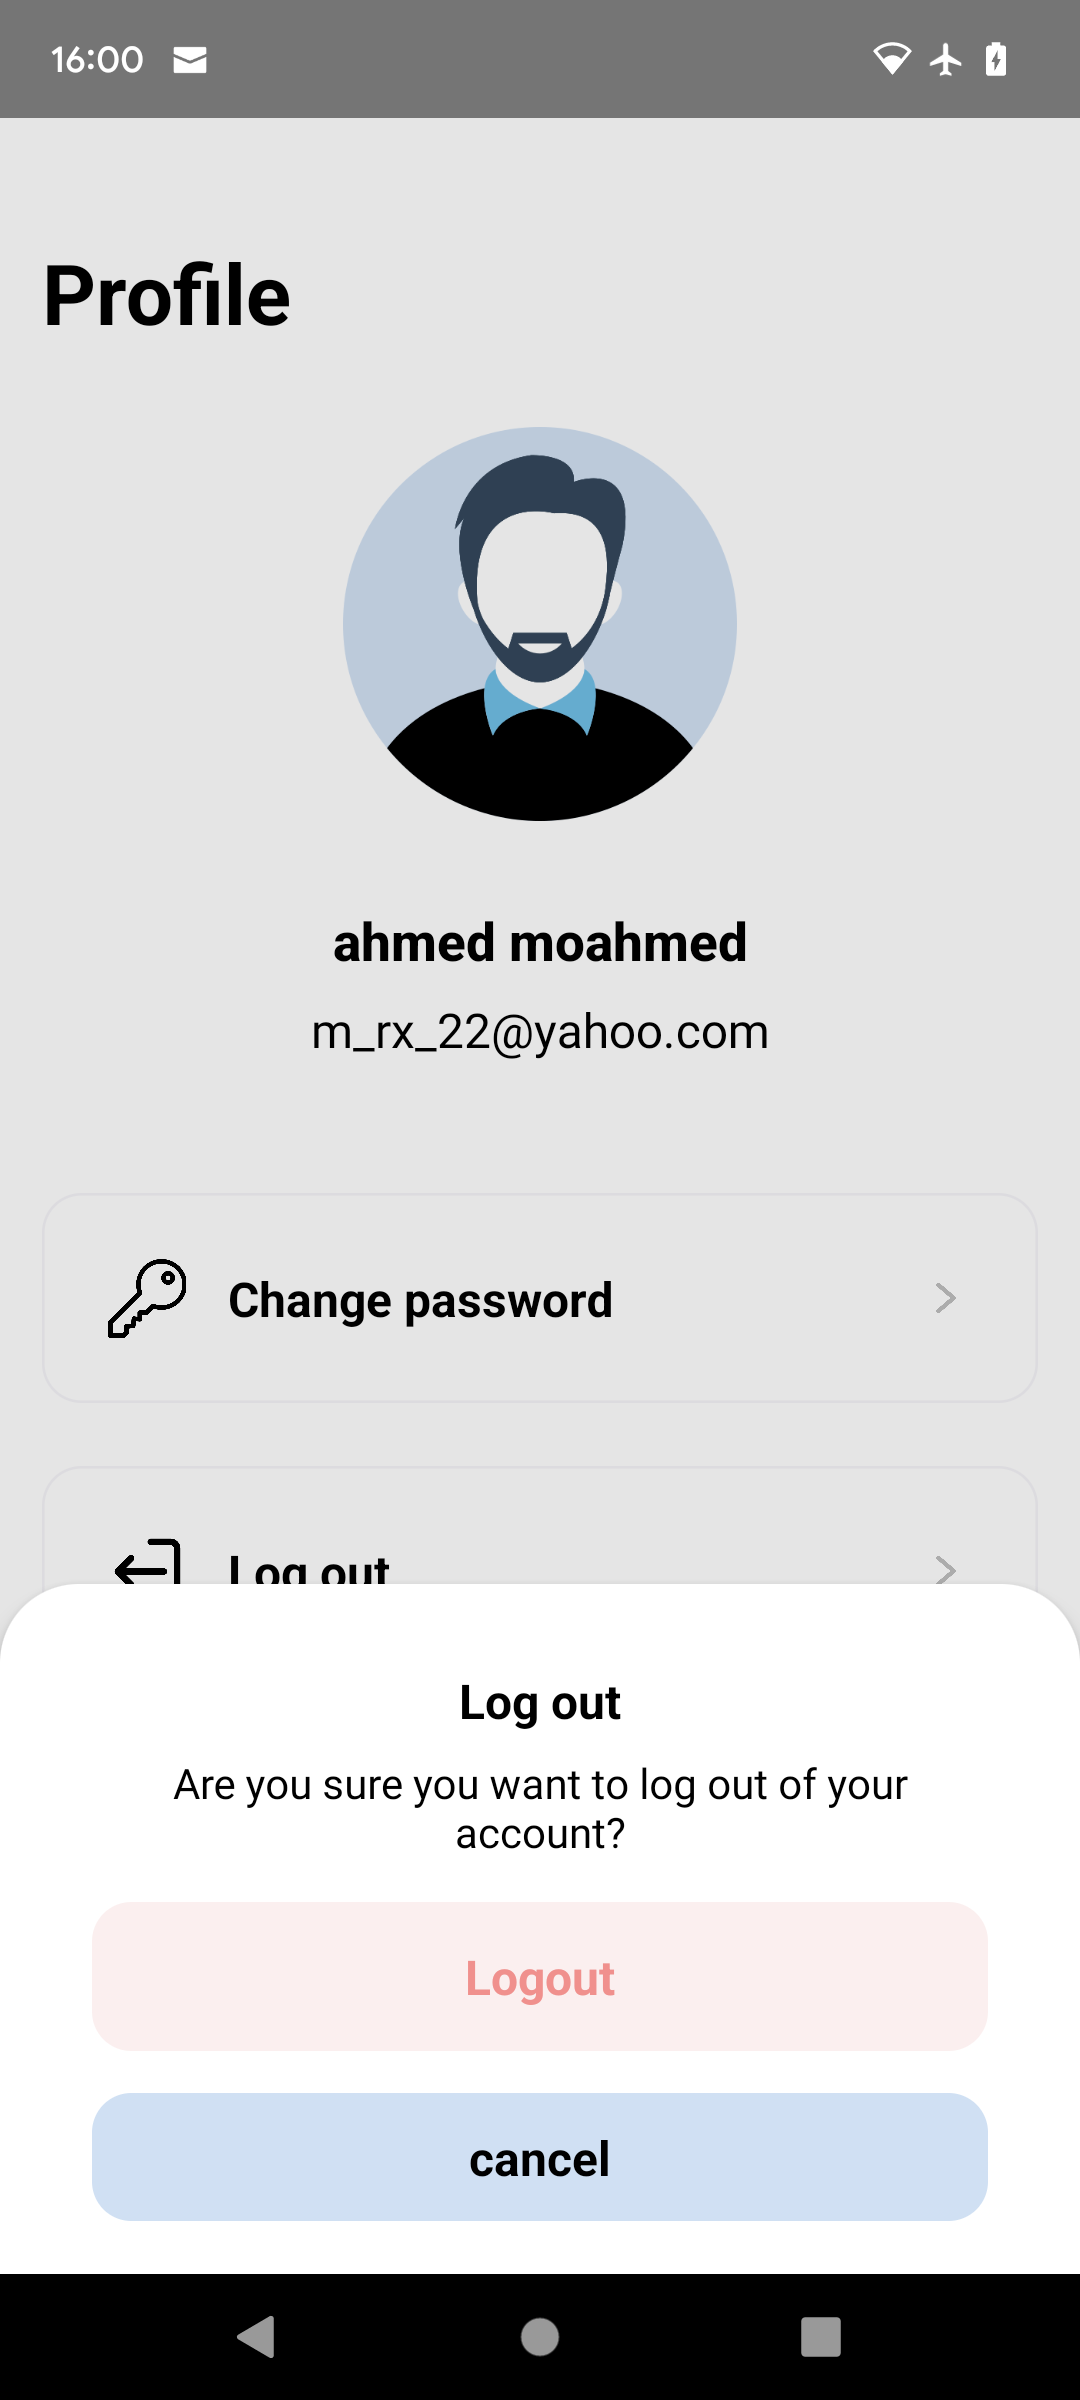 16:00
Profile
ahmed moahmed
m_rx_22@yahoo.com
Change password
Log out
Log out
Are you sure you want to log out of your
account?
Logout
cancel